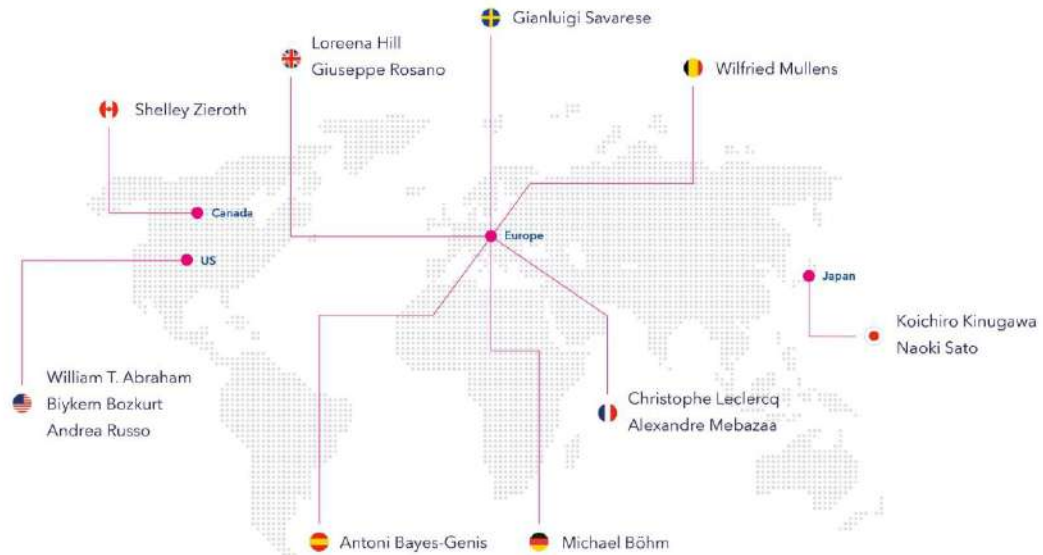 Gianluigi Savarese
Loreena Hill
Giuseppe Rosano
Wilfried Mullens
Shelley Zieroth
Canada
Europe
US
Japan
Koichiro Kinugawa
Naoki Sato
William T. Abraham
Biykem Bozkurt
Andrea Russo
Christophe Leclercq
Alexandre Mebazaa
Antoni Bayes-Genis
Michael Böhm